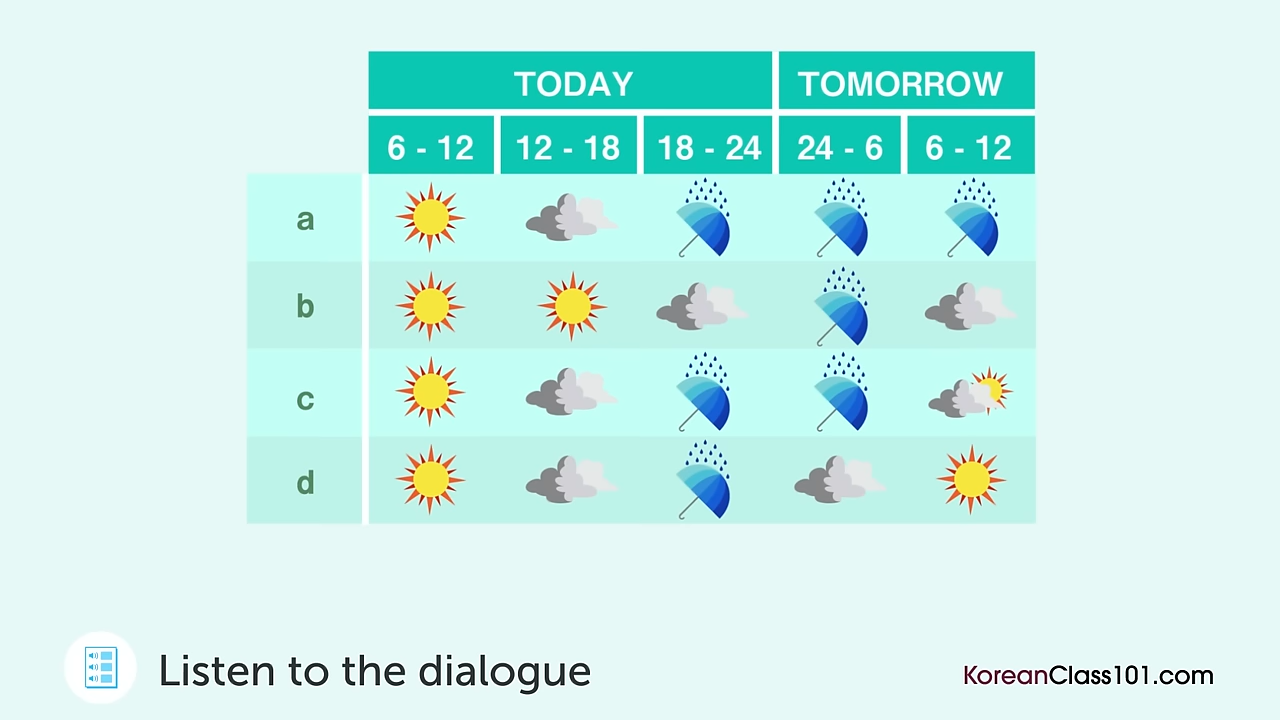 TODAY TOMORROW
6 - 12 12 - 18 18 - 24 24 - 6 6 - 12
a
b
c
d
Listen to the dialogue
KoreanClass101.com